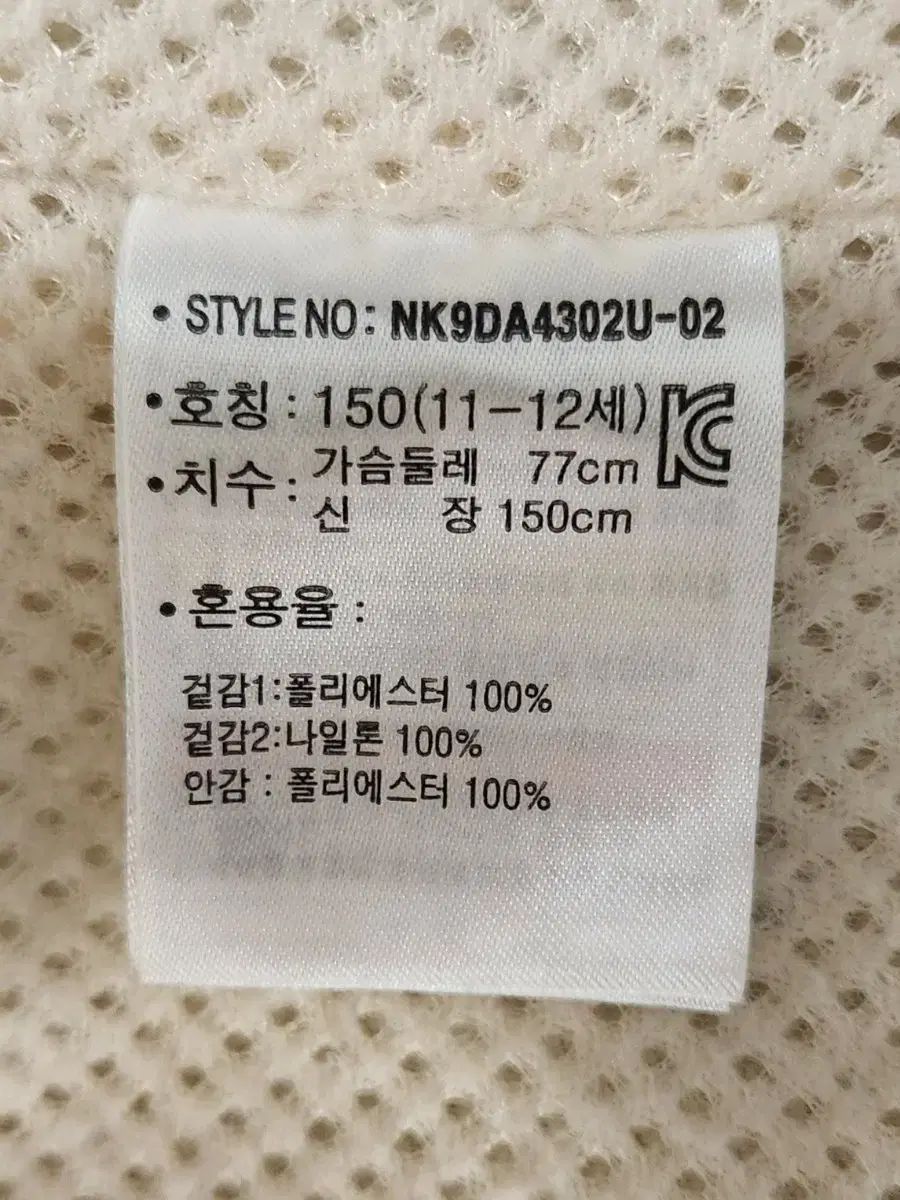 • STYLE NO : NK9DA4302U-02
• 호칭 : 150(11-12세)
• 치수 : 가슴둘레 77cm
신 장 150cm
• 혼용율 :
겉감1:폴리에스터 100%
겉감2:나일론 100%
안감 : 폴리에스터 100%